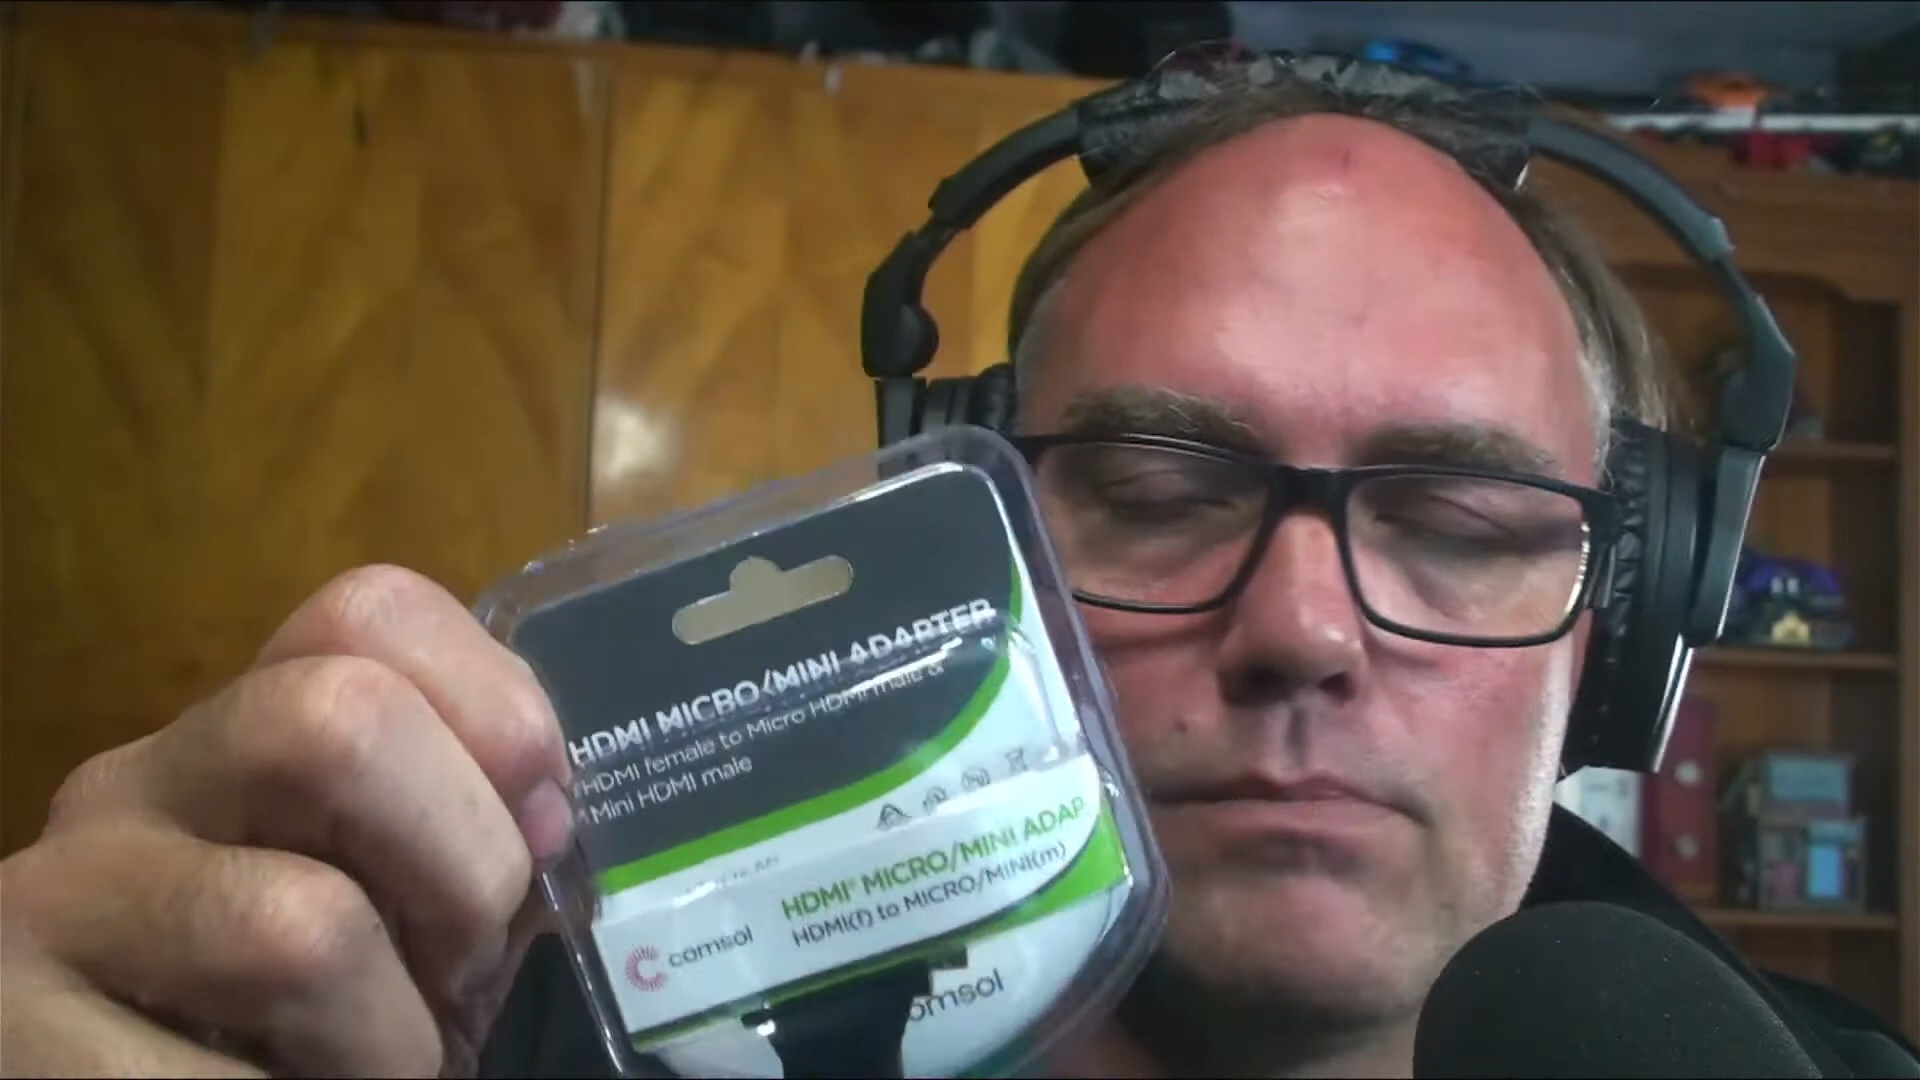 HDMI MICRO/MINI ADAPTER
HDMI female to Micro HDMI male &
Mini HDMI male
HDMI® MICRO/MINI ADAP
HDMI(f) to MICRO/MINI(m)
comsol
omsol